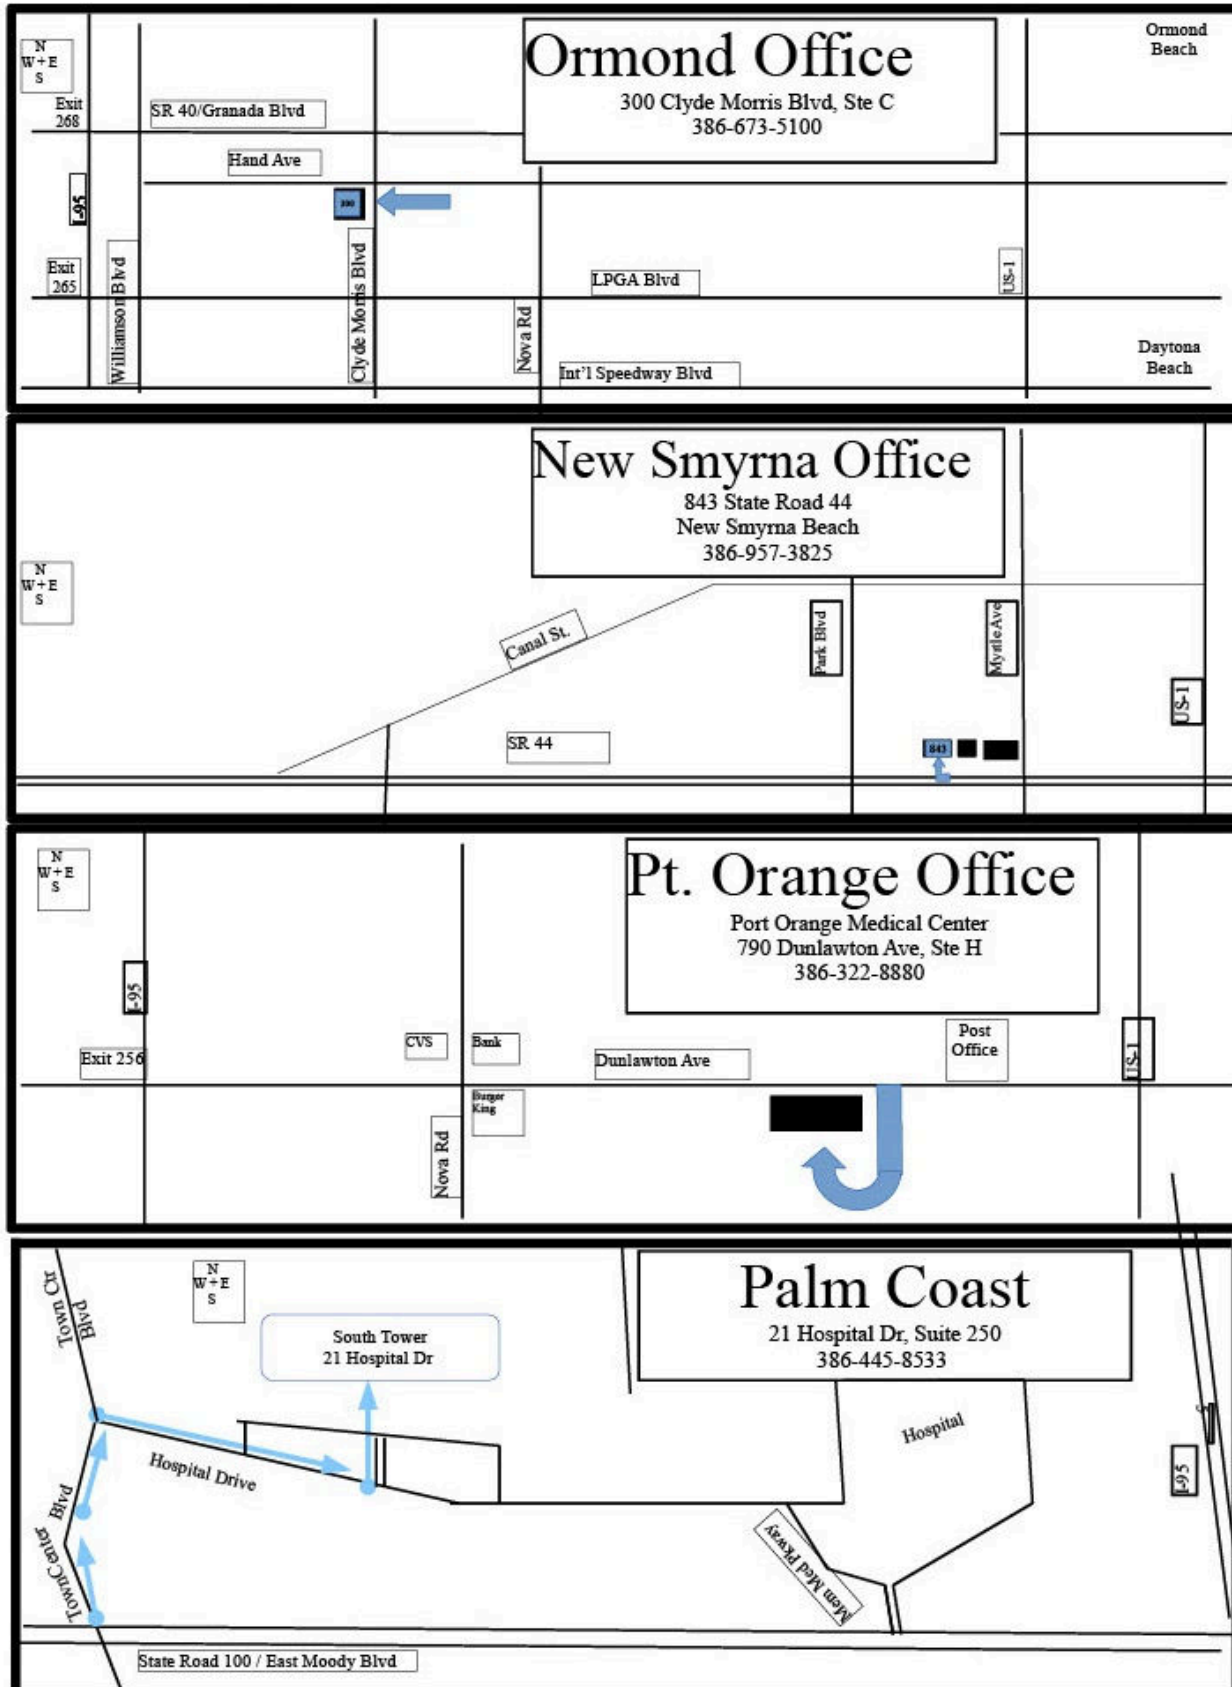 Ormond Office
300 Clyde Morris Blvd, Ste C
386-673-5100
Ormond
Beach
N
W+E
S
Exit
268
SR 40/Granada Blvd
Hand Ave
I-95
300
Exit
265
Williamson Blvd
Clyde Morris Blvd
Nova Rd
LPGA Blvd
US-1
Int'l Speedway Blvd
Daytona
Beach
New Smyrna Office
843 State Road 44
New Smyrna Beach
386-957-3825
N
W+E
S
Canal St.
Park Blvd
MyrtleAve
US-1
SR 44
843
Pt. Orange Office
Port Orange Medical Center
790 Dunlawton Ave, Ste H
386-322-8880
N
W+E
S
I-95
Exit 256
CVS
Bank
Dunlawton Ave
Post
Office
US-1
Burger
King
Nova Rd
Palm Coast
21 Hospital Dr, Suite 250
386-445-8533
Town Ctr
Blvd
N
W+E
S
South Tower
21 Hospital Dr
Hospital
Hospital Drive
I-95
TownCenter Blvd
Mem Med Pkway
State Road 100 / East Moody Blvd